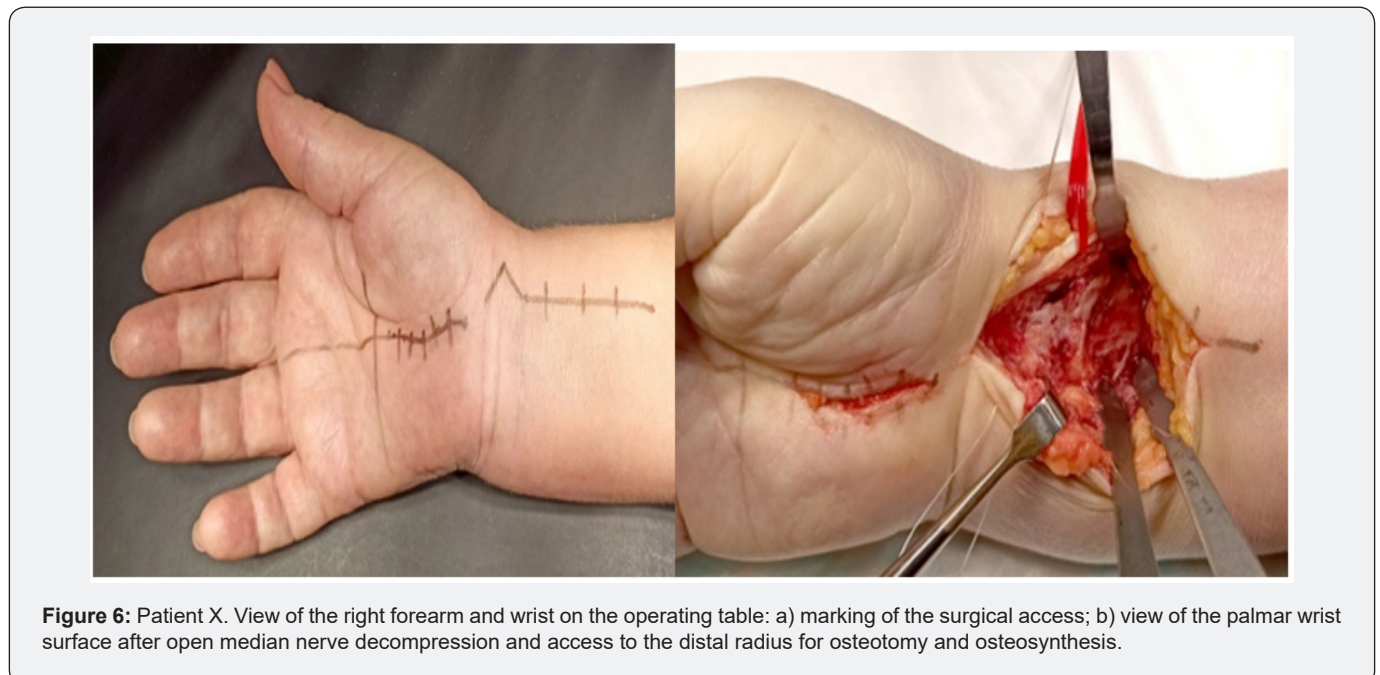 Figure 6: Patient X. View of the right forearm and wrist on the operating table: a) marking of the surgical access; b) view of the palmar wrist
surface after open median nerve decompression and access to the distal radius for osteotomy and osteosynthesis.